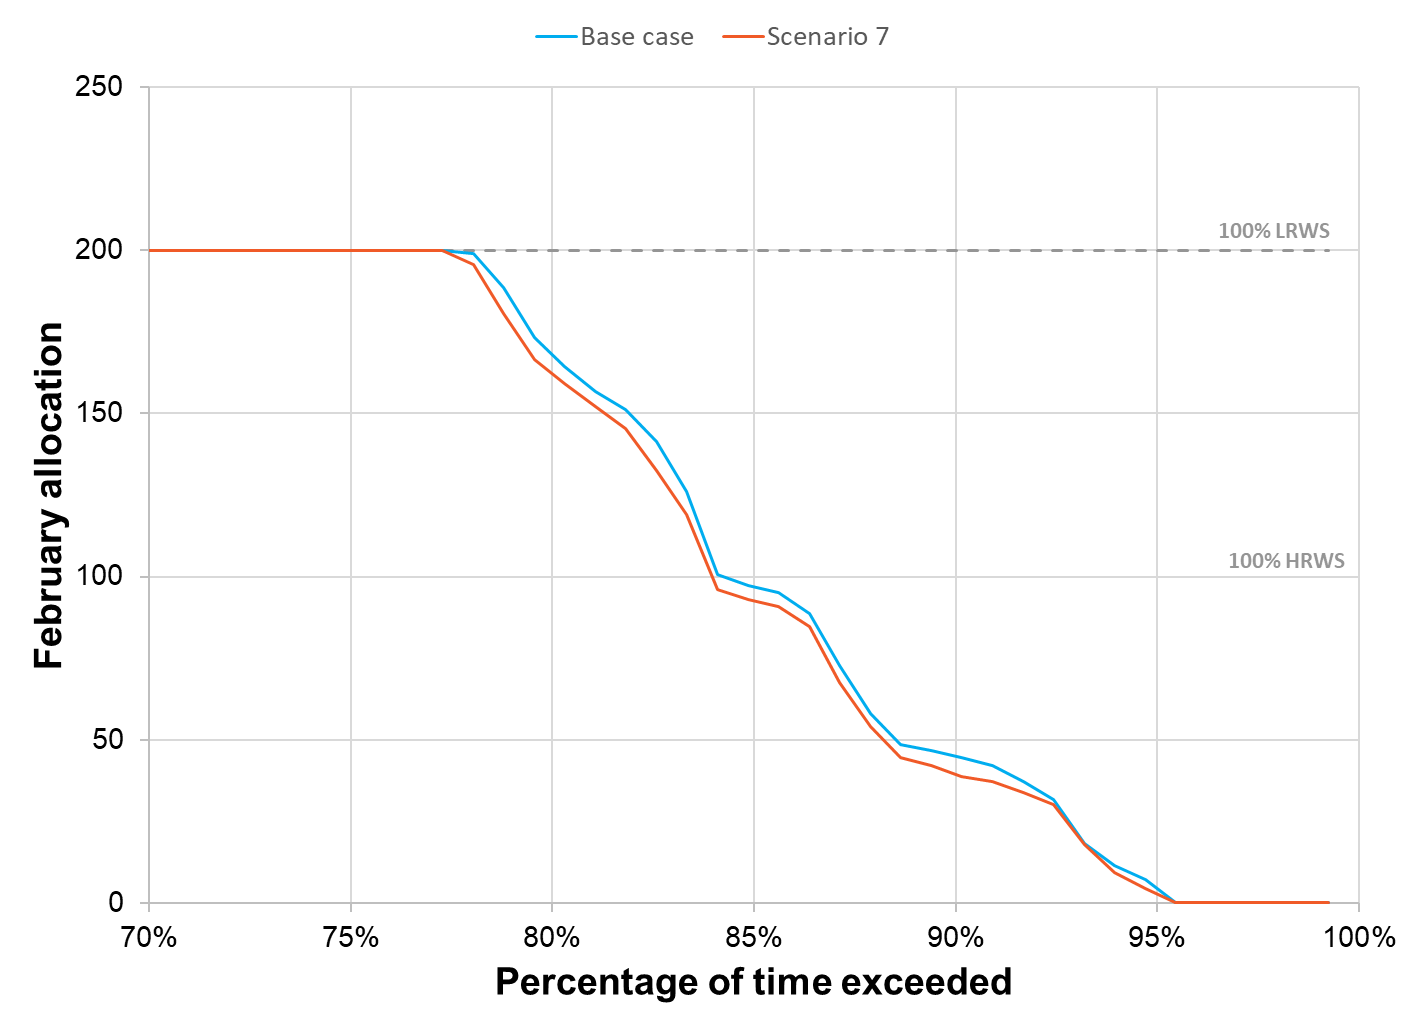 Base case Scenario 7
250
200
150
100
50
0
100% LRWS
100% HRWS
February allocation
70% 75% 80% 85% 90% 95% 100%
Percentage of time exceeded